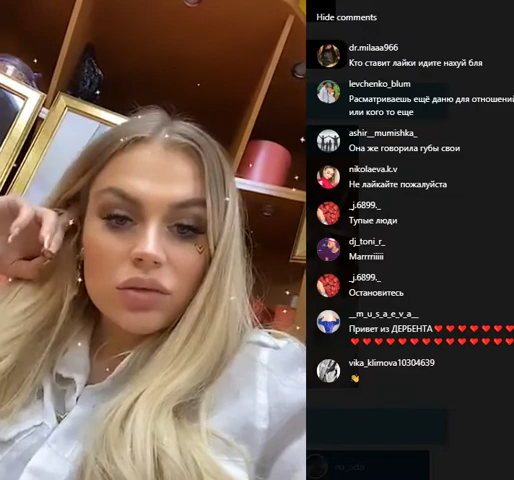 Hide comments
dr.milaaa966
Кто ставит лайки идите нахуй бля
levchenko_blum
Расматриваешь ещё даню для отношений
или кого то еще
ashir__mumishka_
Она же говорила губы свои
nikolaeva.k.v
Не лайкайте пожалуйста
_j.6899._
Тупые люди
dj_toni_r_
Marrrriiiii
_j.6899._
Остановитесь
__m_u_s_a_e_v_a__
Привет из ДЕРБЕНТА❤️❤️❤️❤️❤️❤️❤️
❤️❤️❤️❤️❤️❤️❤️❤️❤️❤️❤️❤️❤️❤️
vika_klimova10304639
👏